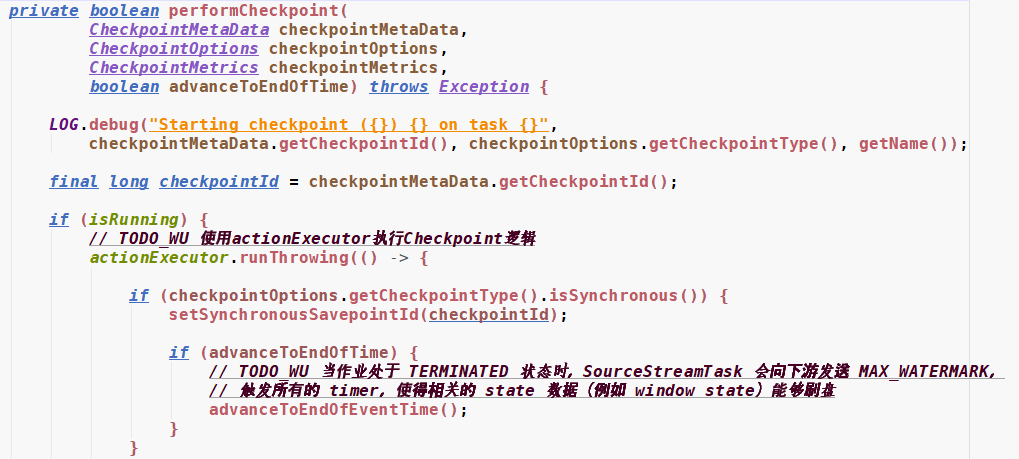 private boolean performCheckpoint(
CheckpointMetaData checkpointMetaData,
CheckpointOptions checkpointOptions,
CheckpointMetrics checkpointMetrics,
boolean advanceToEndOfTime) throws Exception {
LOG.debug("Starting checkpoint ({}) {} on task {}",
checkpointMetaData.getCheckpointId(), checkpointOptions.getCheckpointType(), getName());
final long checkpointId = checkpointMetaData.getCheckpointId();
if (isRunning) {
// TODO_WU 使用actionExecutor执行Checkpoint逻辑
actionExecutor.runThrowing(() -> {
if (checkpointOptions.getCheckpointType().isSynchronous()) {
setSynchronousSavepointId(checkpointId);
if (advanceToEndOfTime) {
// TODO_WU 当作业处于 TERMINATED 状态时, SourceStreamTask 会向下游发送 MAX_WATERMARK,
// 触发所有的 timer, 使得相关的 state 数据 (例如 window state) 能够刷盘
advanceToEndOfEventTime();
}
}